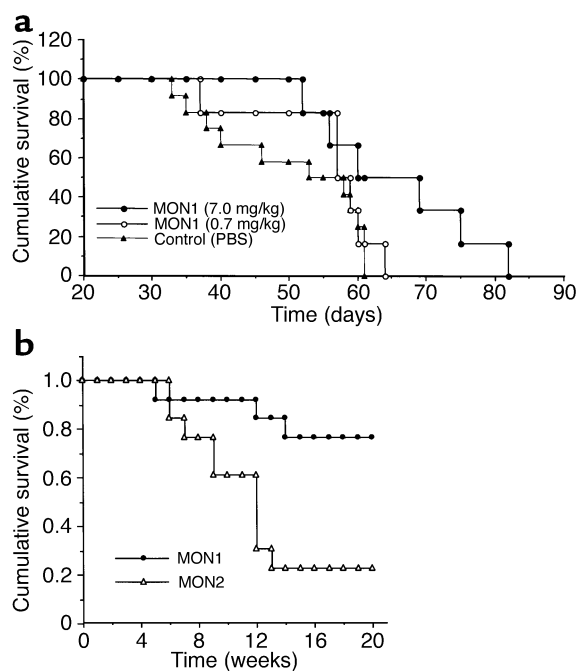 a
Cumulative survival (%)
120
100
80
60
40
20
0
MON1 (7.0 mg/kg)
MON1 (0.7 mg/kg)
Control (PBS)
20 30 40 50 60 70 80 90
Time (days)
b
Cumulative survival (%)
1.0
0.8
0.6
0.4
0.2
0
MON1
MON2
0 4 8 12 16 20
Time (weeks)